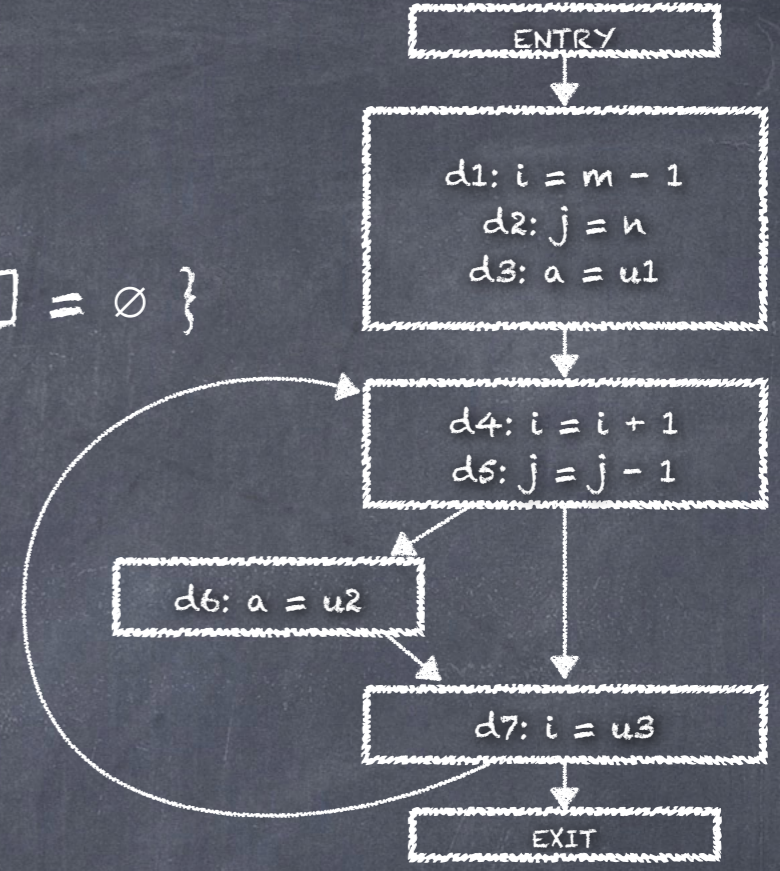 ENTRY
d1: i = m - 1
d2: j = n
d3: a = u1
] = ∅ }
d4: i = i + 1
d5: j = j - 1
d6: a = u2
d7: i = u3
EXIT